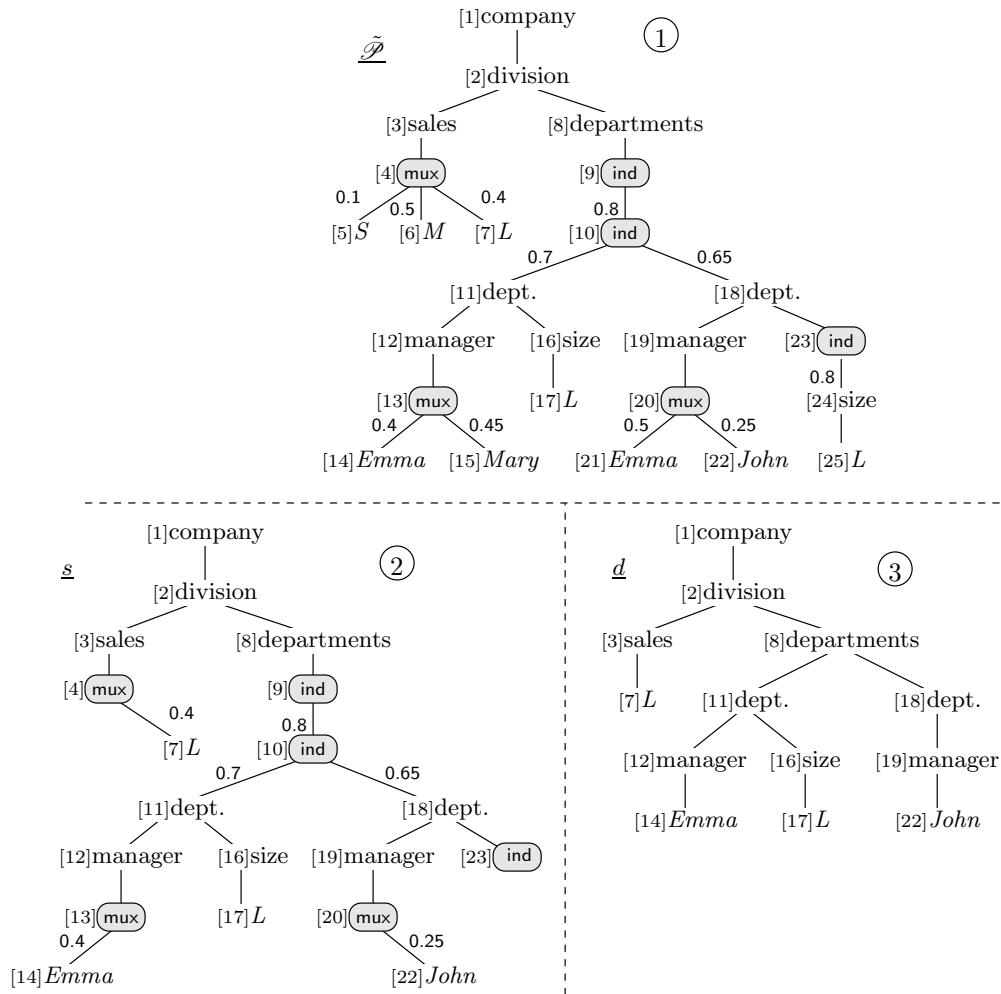 [1]company
1
𝒫̃
[2]division
[3]sales [8]departments
[4] mux [9] ind
0.1 0.5 0.4 0.8
[5]S [6]M [7]L [10] ind
0.7 0.65
[11]dept. [18]dept.
[12]manager [16]size [19]manager [23] ind
[13] mux [17]L [20] mux 0.8 [24]size
0.4 0.45 0.5 0.25
[14]Emma [15]Mary [21]Emma [22]John [25]L
[1]company
s
2
[2]division
[3]sales [8]departments
[4] mux [9] ind
0.4 0.8
[7]L [10] ind
0.7 0.65
[11]dept. [18]dept.
[12]manager [16]size [19]manager [23] ind
[13] mux [17]L [20] mux
0.4 0.25
[14]Emma [22]John
[1]company
d
3
[2]division
[3]sales [8]departments
[7]L [11]dept. [18]dept.
[12]manager [16]size [19]manager
[14]Emma [17]L [22]John